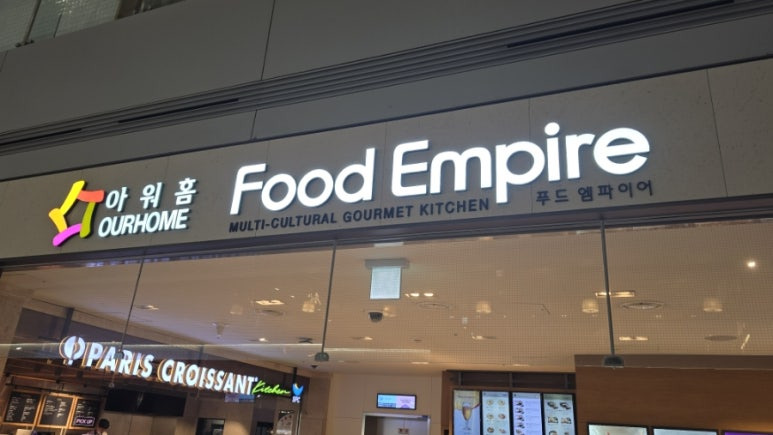 아워홈
OURHOME
Food Empire
MULTI-CULTURAL GOURMET KITCHEN
푸드 엠파이어
PARIS CROISSANT Kitchen
SPC
PICK UP